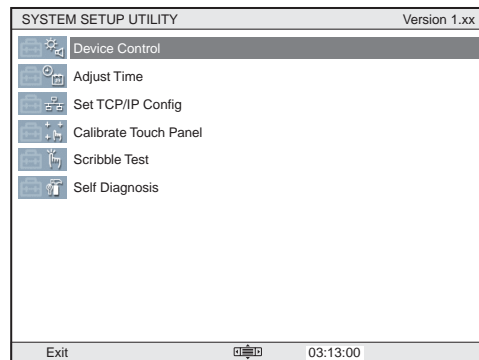 SYSTEM SETUP UTILITY Version 1.xx
Device Control
Adjust Time
Set TCP/IP Config
Calibrate Touch Panel
Scribble Test
Self Diagnosis
Exit 03:13:00